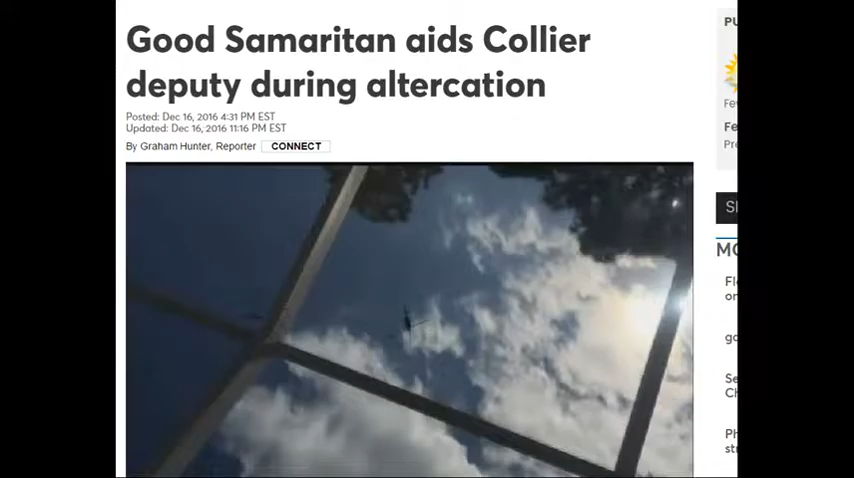 Good Samaritan aids Collier
deputy during altercation
Posted: Dec 16, 2016 4:31 PM EST
Updated: Dec 16, 2016 11:16 PM EST
By Graham Hunter, Reporter CONNECT